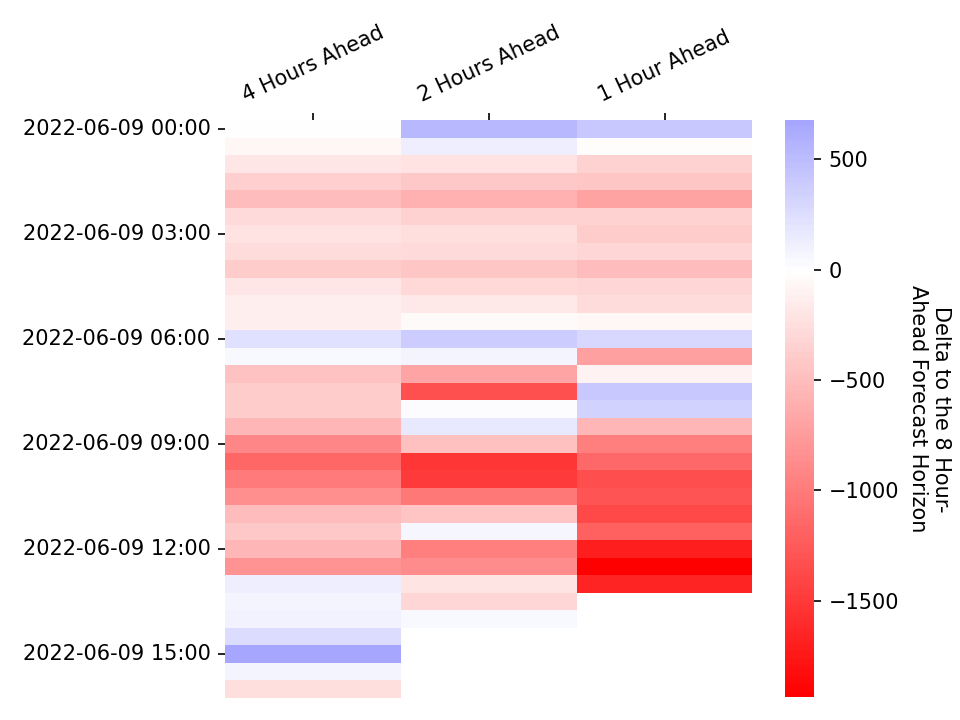 4 Hours Ahead
2 Hours Ahead
1 Hour Ahead
2022-06-09 00:00
2022-06-09 03:00
2022-06-09 06:00
2022-06-09 09:00
2022-06-09 12:00
2022-06-09 15:00
500
0
−500
−1000
−1500
Delta to the 8 Hour-
Ahead Forecast Horizon